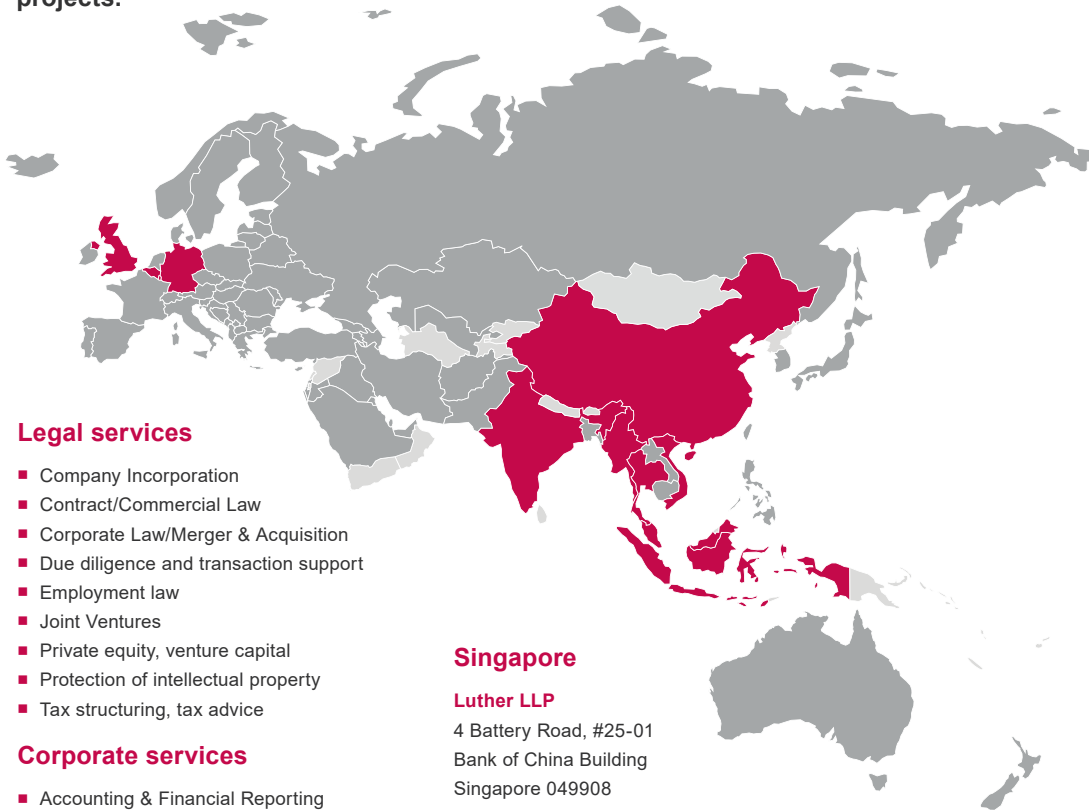 projects.
Legal services
■ Company Incorporation
■ Contract/Commercial Law
■ Corporate Law/Merger & Acquisition
■ Due diligence and transaction support
■ Employment law
■ Joint Ventures
■ Private equity, venture capital
■ Protection of intellectual property
■ Tax structuring, tax advice
Corporate services
■ Accounting & Financial Reporting
Singapore
Luther LLP
4 Battery Road, #25-01
Bank of China Building
Singapore 049908